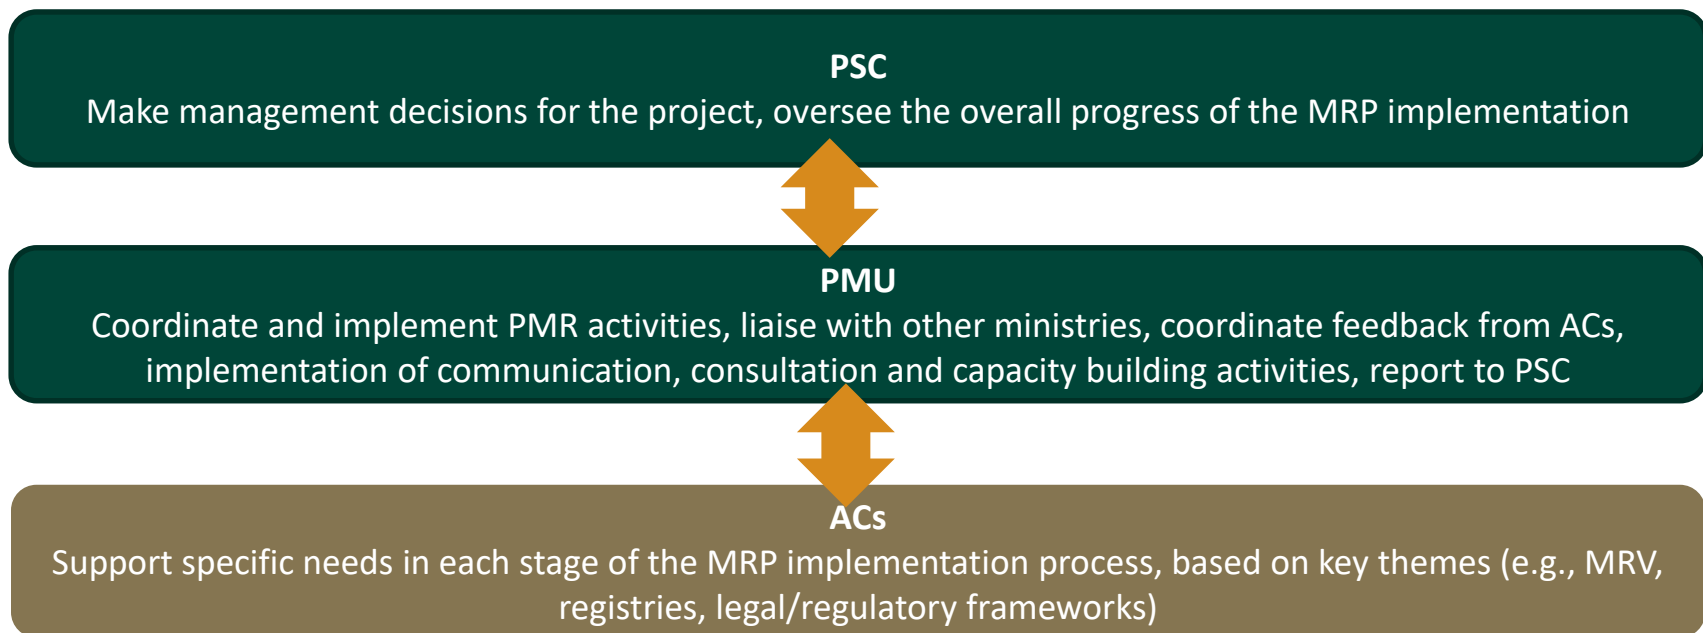 PSC
Make management decisions for the project, oversee the overall progress of the MRP implementation
PMU
Coordinate and implement PMR activities, liaise with other ministries, coordinate feedback from ACs,
implementation of communication, consultation and capacity building activities, report to PSC
ACs
Support specific needs in each stage of the MRP implementation process, based on key themes (e.g., MRV,
registries, legal/regulatory frameworks)